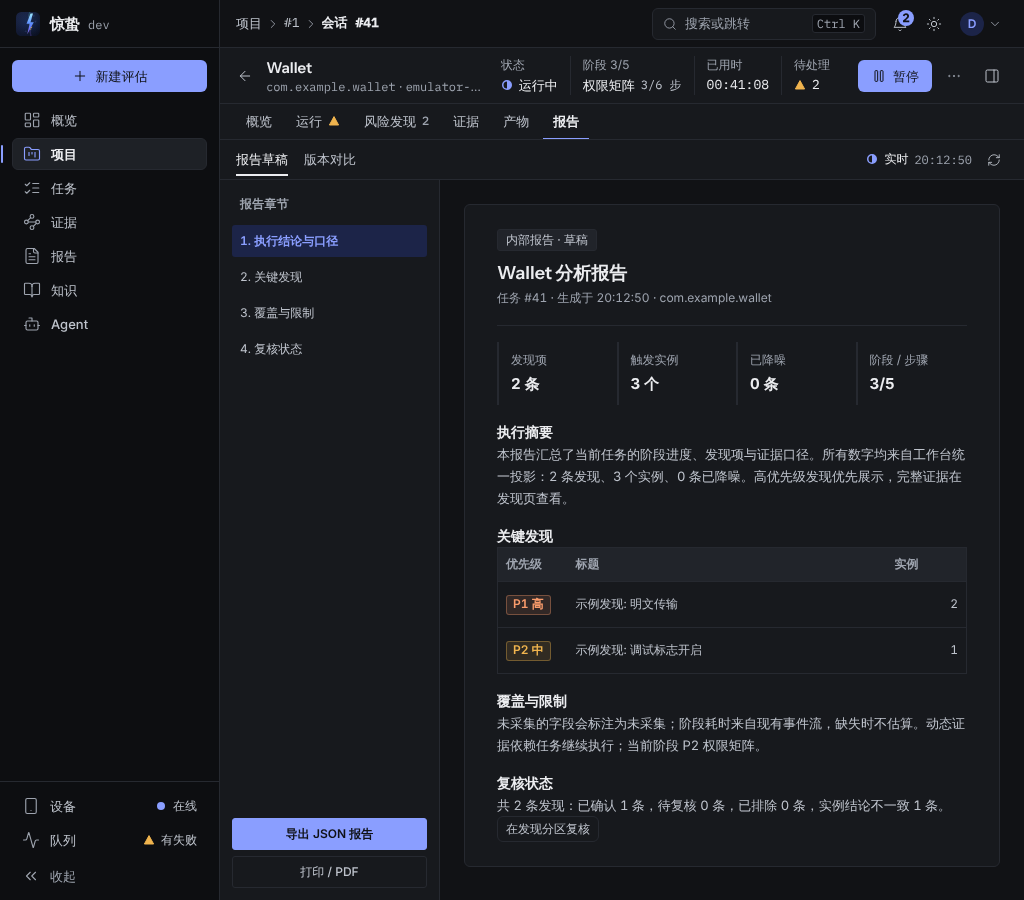 惊蛰 dev
项目 > #1 > 会话 #41
搜索或跳转 Ctrl K
2
D
新建评估
概览
项目
任务
证据
报告
知识
Agent
设备 在线
队列 有失败
收起
Wallet
com.example.wallet · emulator-…
状态
运行中
阶段 3/5
权限矩阵 3/6 步
已用时
00:41:08
待处理
2
暂停
概览 运行 风险发现 2 证据 产物 报告
报告草稿 版本对比
实时 20:12:50
报告章节
1. 执行结论与口径
2. 关键发现
3. 覆盖与限制
4. 复核状态
导出 JSON 报告
打印 / PDF
内部报告 · 草稿
Wallet 分析报告
任务 #41 · 生成于 20:12:50 · com.example.wallet
发现项 触发实例 已降噪 阶段 / 步骤
2 条 3 个 0 条 3/5
执行摘要
本报告汇总了当前任务的阶段进度、发现项与证据口径。所有数字均来自工作台统
一投影：2 条发现、3 个实例、0 条已降噪。高优先级发现优先展示，完整证据在
发现页查看。
关键发现
优先级 标题 实例
P1 高 示例发现: 明文传输 2
P2 中 示例发现: 调试标志开启 1
覆盖与限制
未采集的字段会标注为未采集；阶段耗时来自现有事件流，缺失时不估算。动态证
据依赖任务继续执行；当前阶段 P2 权限矩阵。
复核状态
共 2 条发现：已确认 1 条，待复核 0 条，已排除 0 条，实例结论不一致 1 条。
在发现分区复核